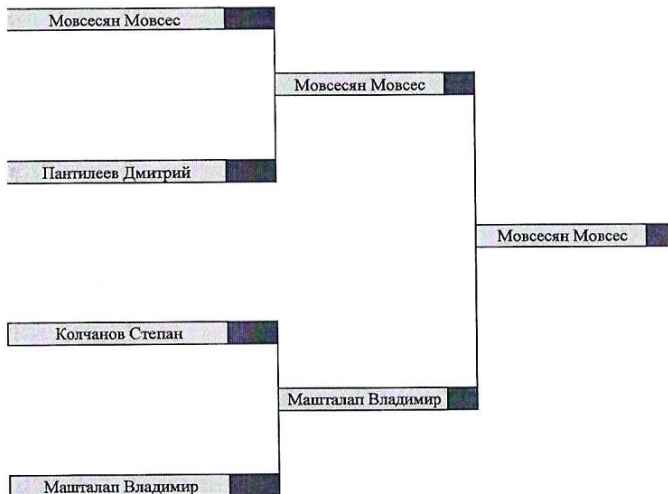 Мовсесян Мовсес
Мовсесян Мовсес
Пантилеев Дмитрий
Мовсесян Мовсес
Колчанов Степан
Машталап Владимир
Машталап Владимир